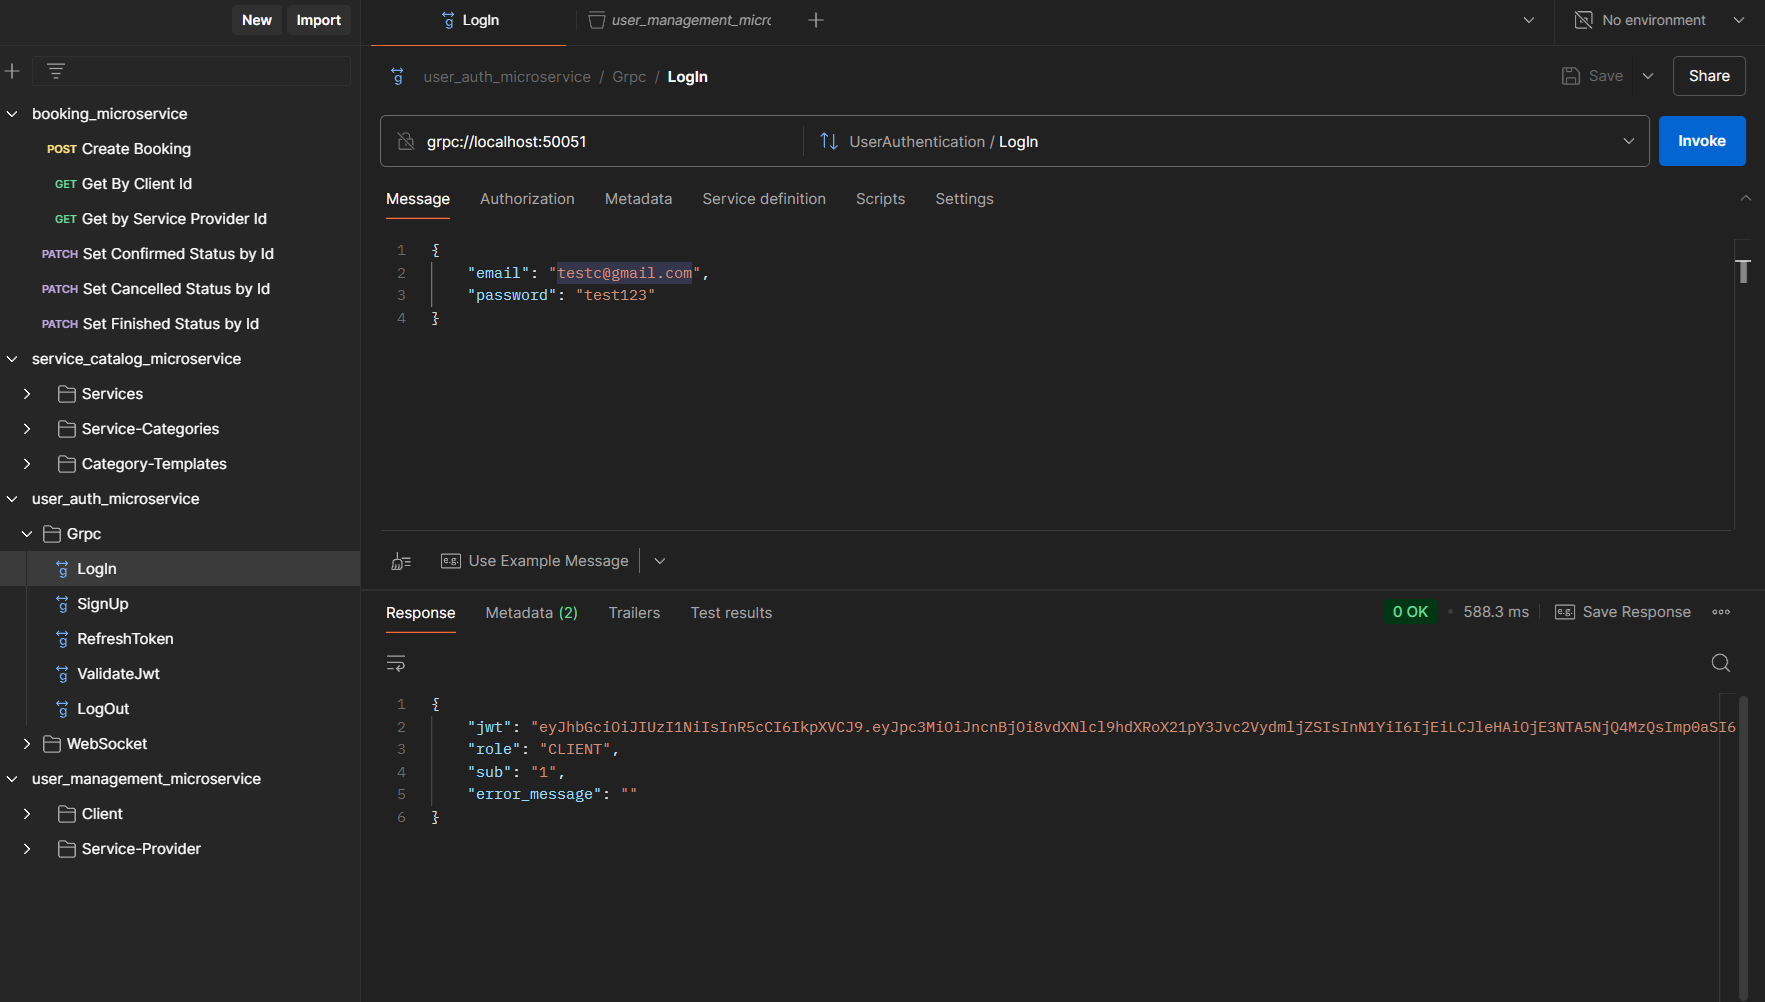 New Import
LogIn
user_management_micrc
No environment
user_auth_microservice / Grpc / LogIn
Save
Share
grpc://localhost:50051
UserAuthentication / LogIn
Invoke
Message Authorization Metadata Service definition Scripts Settings
1 {
2 "email": "testc@gmail.com",
3 "password": "test123"
4 }
T
e.g. Use Example Message
Response Metadata (2) Trailers Test results
0 OK 588.3 ms e.g. Save Response
1 {
2 "jwt": "eyJhbGciOiJIUzI1NiIsInR5cCI6IkpXVCJ9.eyJpc3MiOiJncnBjOi8vdXNlcl9hdXRoX21pY3Jvc2VydmljZSIsInN1YiI6IjEiLCJleHAiOjE3NTA5NjQ4MzQsImp0aSI6
3 "role": "CLIENT",
4 "sub": "1",
5 "error_message": ""
6 }
booking_microservice
POST Create Booking
GET Get By Client Id
GET Get by Service Provider Id
PATCH Set Confirmed Status by Id
PATCH Set Cancelled Status by Id
PATCH Set Finished Status by Id
service_catalog_microservice
Services
Service-Categories
Category-Templates
user_auth_microservice
Grpc
LogIn
SignUp
RefreshToken
ValidateJwt
LogOut
WebSocket
user_management_microservice
Client
Service-Provider